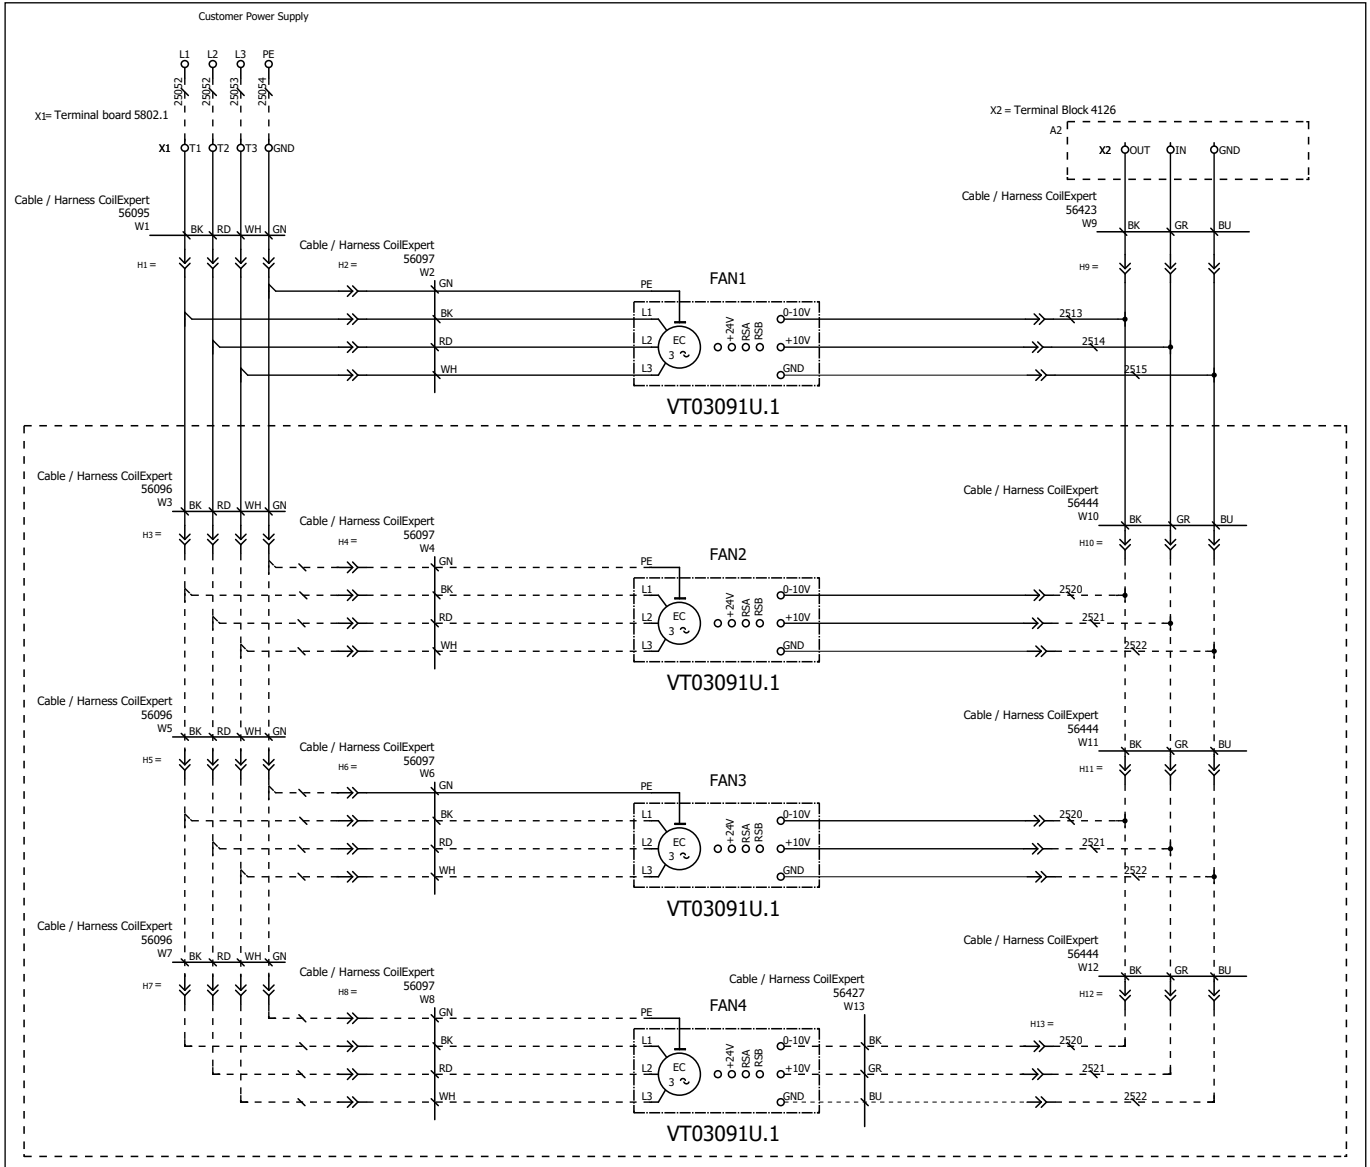 Customer Power Supply
L1 L2 L3 PE
25052 25052 25053 25054
X1= Terminal board 5802.1
X1 T1 T2 T3 GND
X2 = Terminal Block 4126
A2
X2 OUT IN GND
Cable / Harness CoilExpert
56095
W1 BK RD WH GN
H1 =
Cable / Harness CoilExpert
56423
W9 BK GR BU
H9 =
Cable / Harness CoilExpert
H2 = 56097
W2 GN
BK
RD
WH
FAN1
PE
L1
L2
L3
EC
3 ~
+24V
RSA
RSB
0-10V
+10V
GND
2513
2514
2515
VT03091U.1
Cable / Harness CoilExpert
56096
W3 BK RD WH GN
H3 =
Cable / Harness CoilExpert
56444
W10 BK GR BU
H10 =
Cable / Harness CoilExpert
H4 = 56097
W4 GN
BK
RD
WH
FAN2
PE
L1
L2
L3
EC
3 ~
+24V
RSA
RSB
0-10V
+10V
GND
2520
2521
2522
VT03091U.1
Cable / Harness CoilExpert
56096
W5 BK RD WH GN
H5 =
Cable / Harness CoilExpert
56444
W11 BK GR BU
H11 =
Cable / Harness CoilExpert
H6 = 56097
W6 GN
BK
RD
WH
FAN3
PE
L1
L2
L3
EC
3 ~
+24V
RSA
RSB
0-10V
+10V
GND
2520
2521
2522
VT03091U.1
Cable / Harness CoilExpert
56096
W7 BK RD WH GN
H7 =
Cable / Harness CoilExpert
56444
W12 BK GR BU
H12 =
Cable / Harness CoilExpert
H8 = 56097
W8 GN
BK
RD
WH
FAN4
PE
L1
L2
L3
EC
3 ~
+24V
RSA
RSB
0-10V
+10V
GND
Cable / Harness CoilExpert
56427
W13
BK
GR
BU
H13 =
2520
2521
2522
VT03091U.1